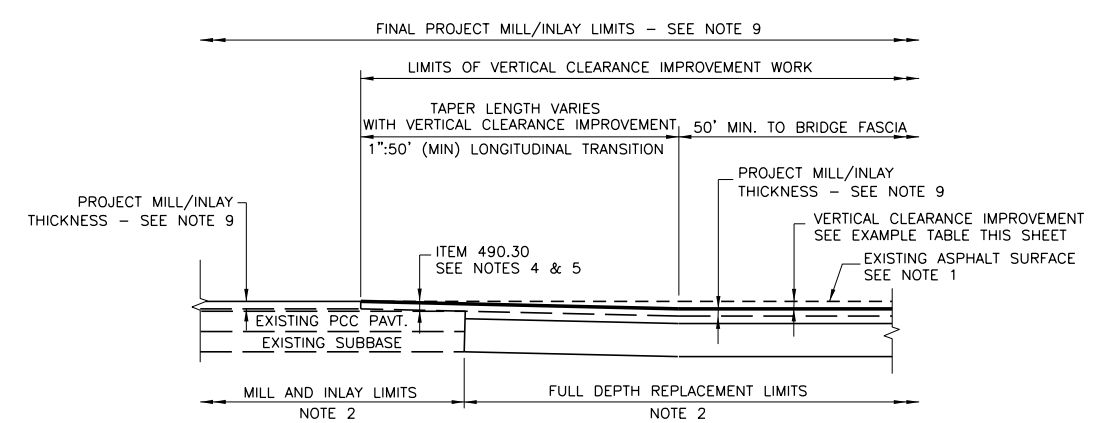 FINAL PROJECT MILL/INLAY LIMITS – SEE NOTE 9
LIMITS OF VERTICAL CLEARANCE IMPROVEMENT WORK
TAPER LENGTH VARIES
WITH VERTICAL CLEARANCE IMPROVEMENT
50' MIN. TO BRIDGE FASCIA
1":50' (MIN) LONGITUDINAL TRANSITION
PROJECT MILL/INLAY
THICKNESS – SEE NOTE 9
PROJECT MILL/INLAY
THICKNESS – SEE NOTE 9
VERTICAL CLEARANCE IMPROVEMENT
SEE EXAMPLE TABLE THIS SHEET
ITEM 490.30
SEE NOTES 4 & 5
EXISTING ASPHALT SURFACE
SEE NOTE 1
EXISTING PCC PAVT.
EXISTING SUBBASE
MILL AND INLAY LIMITS
NOTE 2
FULL DEPTH REPLACEMENT LIMITS
NOTE 2